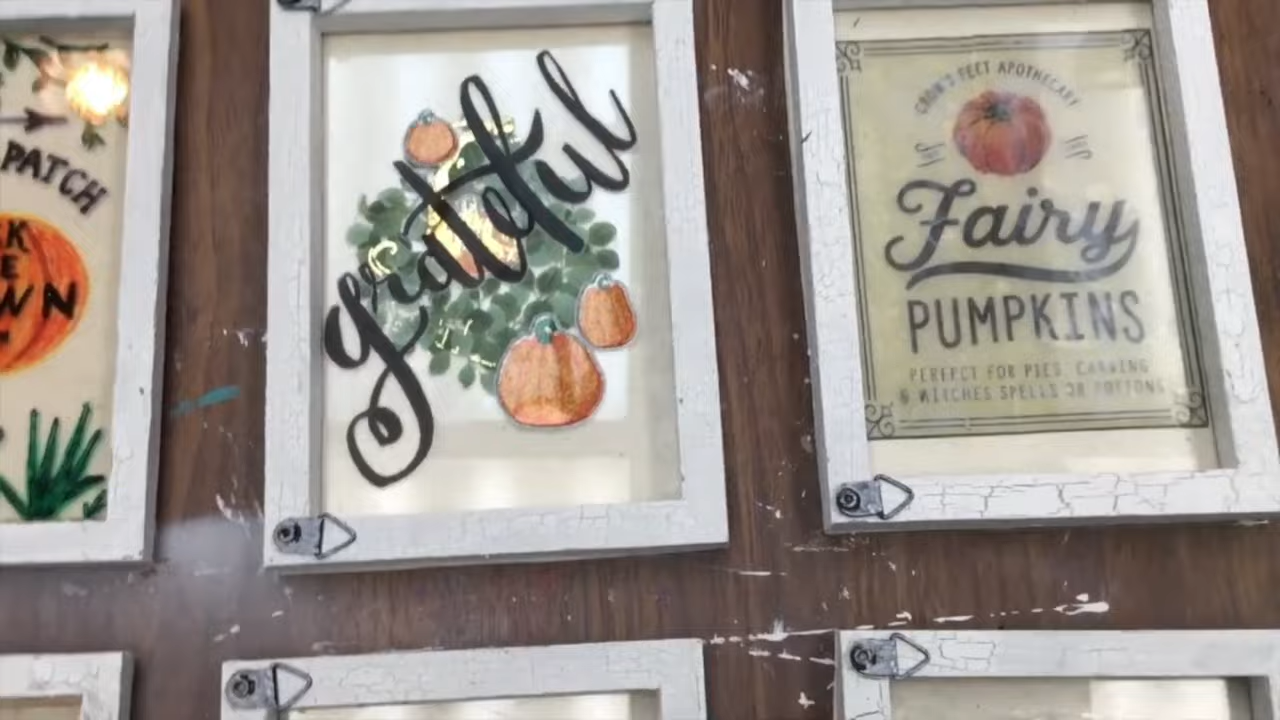 PATCH
grateful
CROW'S FEET APOTHECARY
Fairy
PUMPKINS
PERFECT FOR PIES, CARVING
& WITCHES SPELLS OR POTIONS